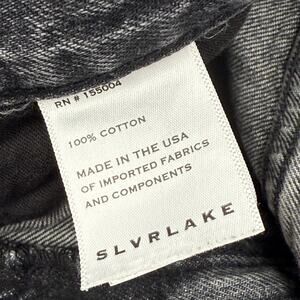 RN # 155004
100% COTTON
MADE IN THE USA
OF IMPORTED FABRICS
AND COMPONENTS
SLVRLAKE